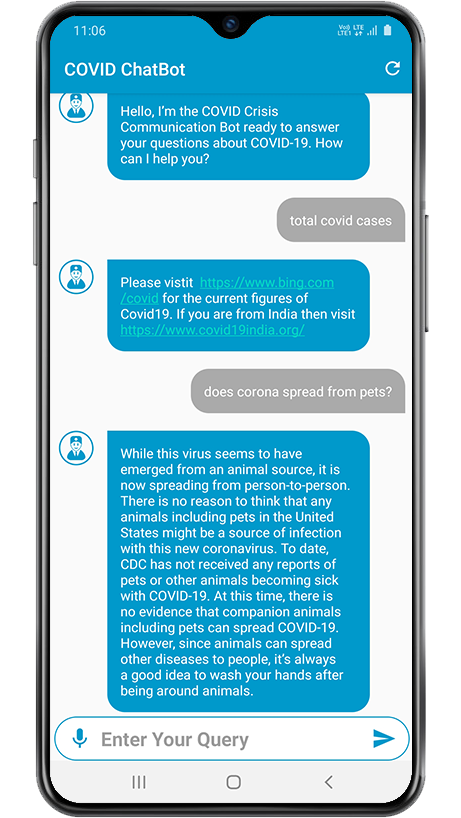 11:06
Vo)) LTE
LTE1
COVID ChatBot
Hello, I'm the COVID Crisis
Communication Bot ready to answer
your questions about COVID-19. How
can I help you?
total covid cases
Please vistit https://www.bing.com
/covid for the current figures of
Covid19. If you are from India then visit
https://www.covid19india.org/
does corona spread from pets?
While this virus seems to have
emerged from an animal source, it is
now spreading from person-to-person.
There is no reason to think that any
animals including pets in the United
States might be a source of infection
with this new coronavirus. To date,
CDC has not received any reports of
pets or other animals becoming sick
with COVID-19. At this time, there is
no evidence that companion animals
including pets can spread COVID-19.
However, since animals can spread
other diseases to people, it's always
a good idea to wash your hands after
being around animals.
Enter Your Query